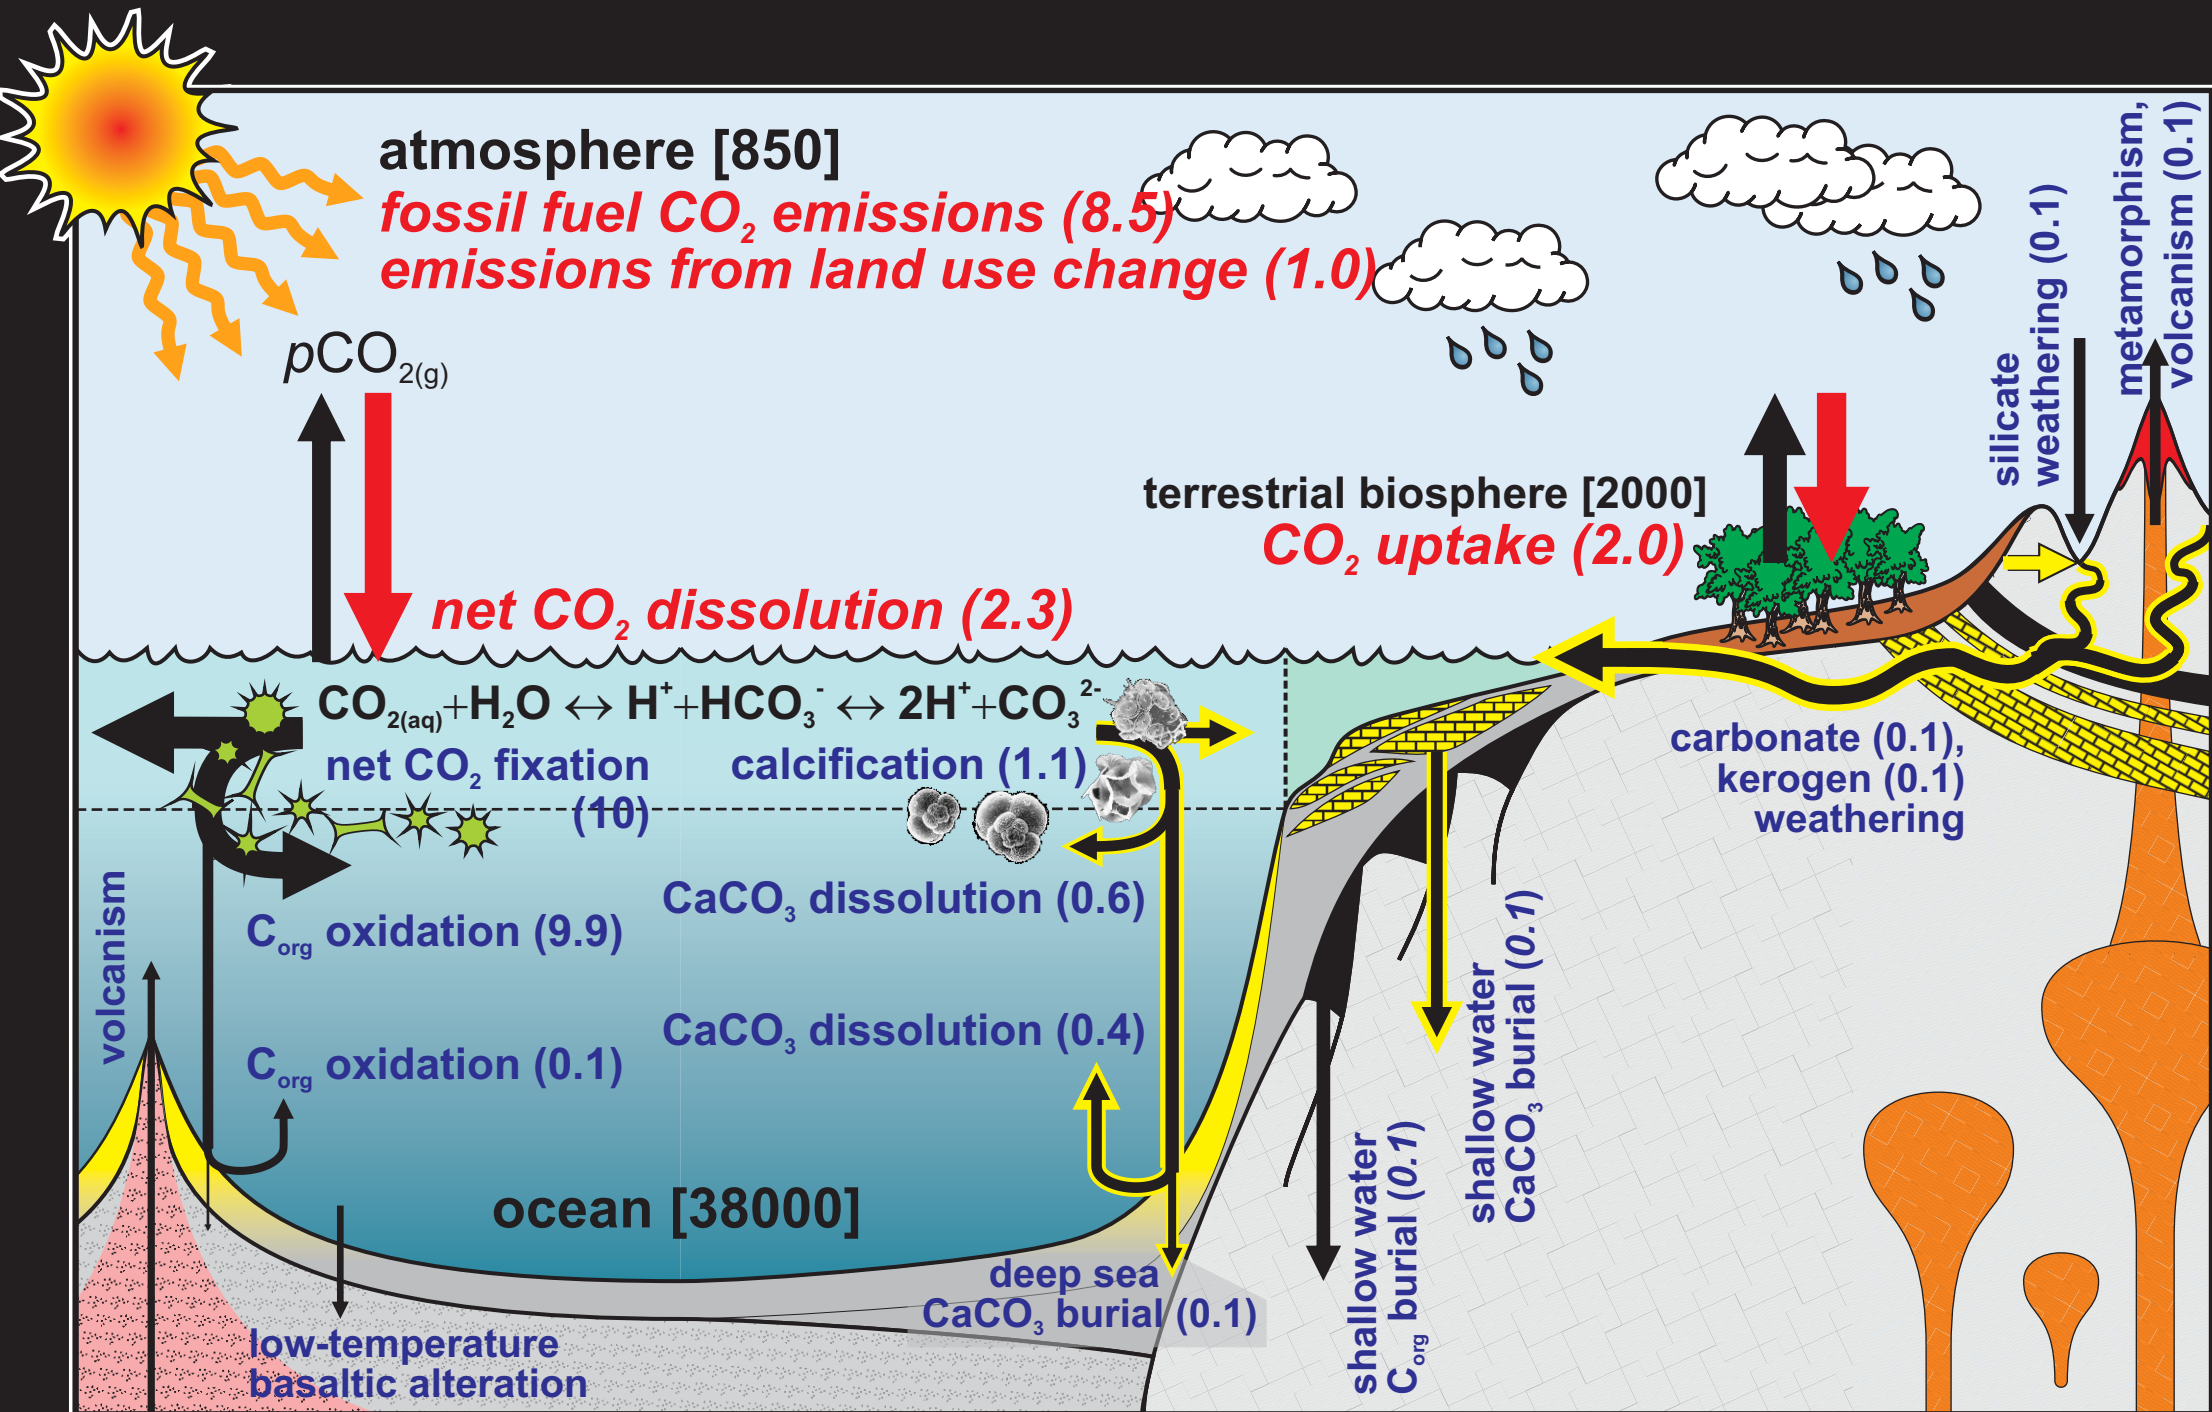 atmosphere [850]
fossil fuel CO₂ emissions (8.5)
emissions from land use change (1.0)
pCO₂(g)
metamorphism,
volcanism (0.1)
silicate
weathering (0.1)
terrestrial biosphere [2000]
CO₂ uptake (2.0)
net CO₂ dissolution (2.3)
CO₂(aq)+H₂O ↔ H⁺+HCO₃⁻ ↔ 2H⁺+CO₃²⁻
net CO₂ fixation
(10)
calcification (1.1)
carbonate (0.1),
kerogen (0.1)
weathering
volcanism
Corg oxidation (9.9)
CaCO₃ dissolution (0.6)
Corg oxidation (0.1)
CaCO₃ dissolution (0.4)
shallow water
CaCO₃ burial (0.1)
shallow water
Corg burial (0.1)
ocean [38000]
deep sea
CaCO₃ burial (0.1)
low-temperature
basaltic alteration